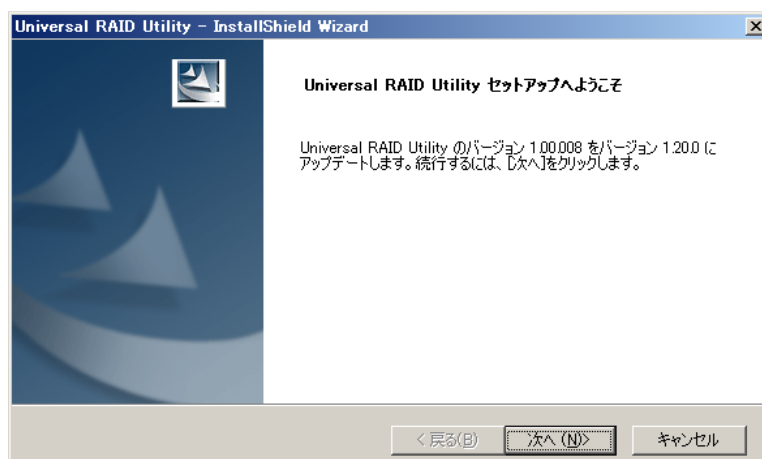 Universal RAID Utility - InstallShield Wizard
Universal RAID Utility セットアップへようこそ
Universal RAID Utility のバージョン 1.00.008 をバージョン 1.20.0 に
アップデートします。続行するには、[次へ]をクリックします。
< 戻る(B)
次へ (N)>
キャンセル